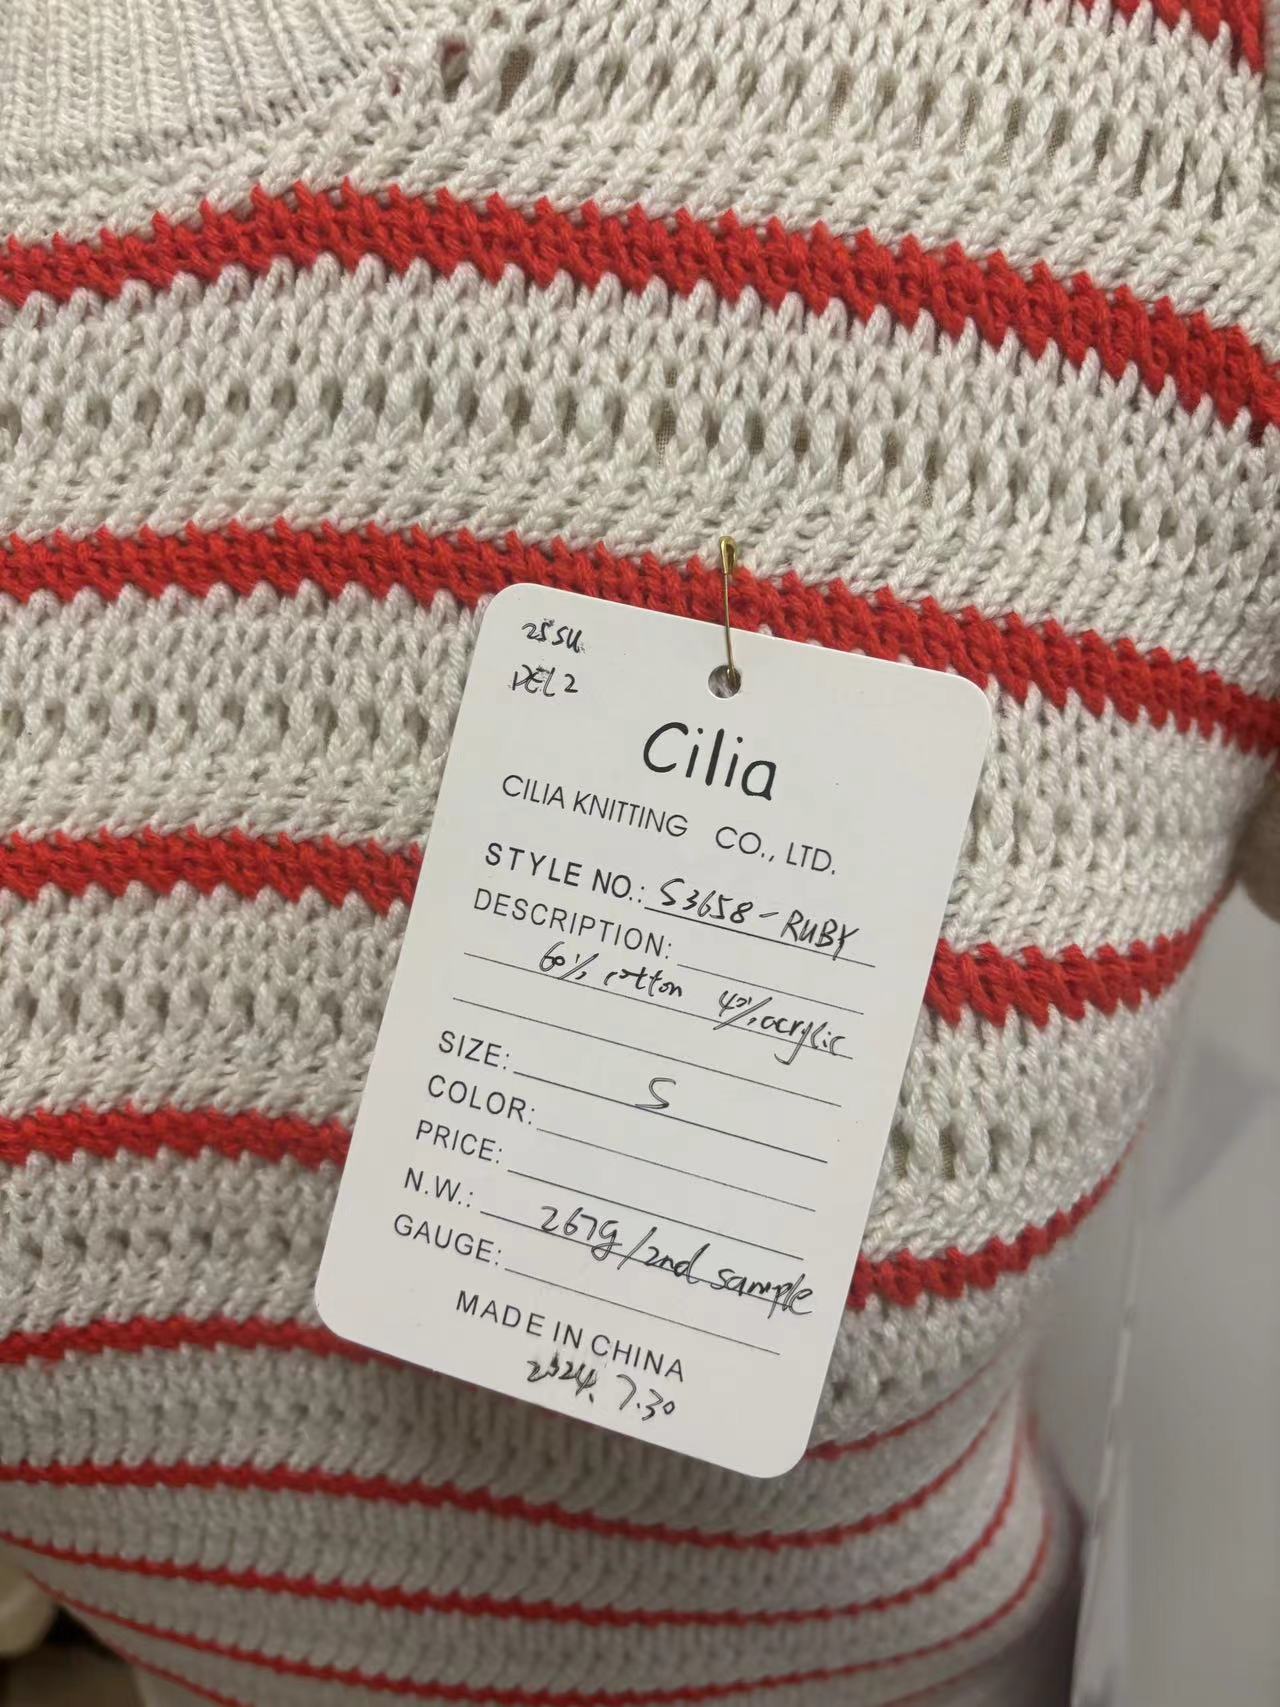 25SU
DEL2
Cilia
CILIA KNITTING CO., LTD.
STYLE NO.: S3658-RUBY
DESCRIPTION:
60% cotton 40% acrylic
SIZE: S
COLOR:
PRICE:
N.W.: 267g/2nd sample
GAUGE:
MADE IN CHINA
2024. 7.30